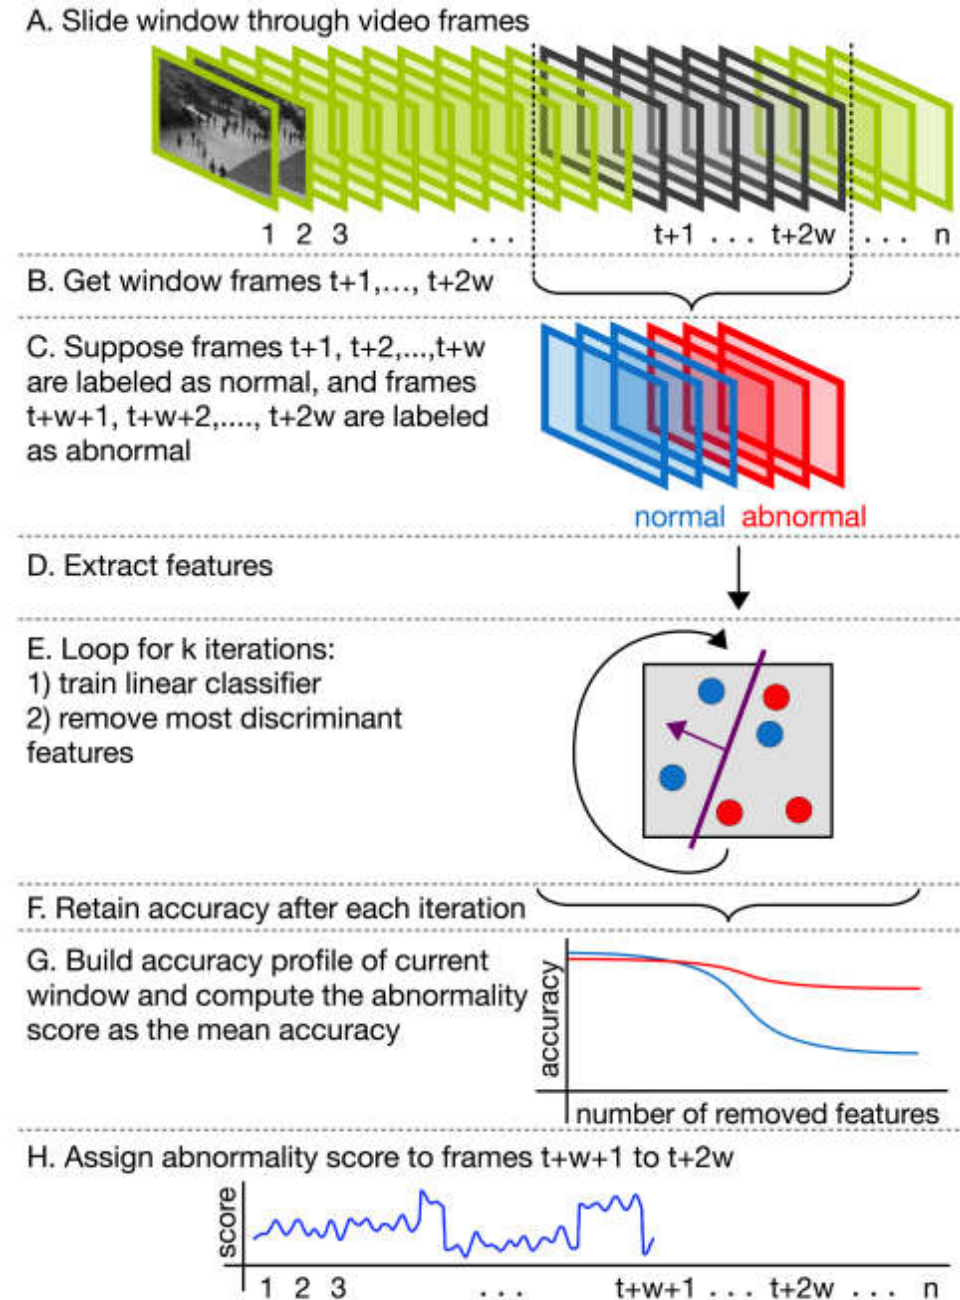 A. Slide window through video frames
1 2 3 ... t+1 ... t+2w ... n
B. Get window frames t+1,..., t+2w
C. Suppose frames t+1, t+2,...,t+w
are labeled as normal, and frames
t+w+1, t+w+2,...., t+2w are labeled
as abnormal
normal abnormal
D. Extract features
E. Loop for k iterations:
1) train linear classifier
2) remove most discriminant
features
F. Retain accuracy after each iteration
G. Build accuracy profile of current
window and compute the abnormality
score as the mean accuracy
accuracy
number of removed features
H. Assign abnormality score to frames t+w+1 to t+2w
score
1 2 3 ... t+w+1 ... t+2w ... n